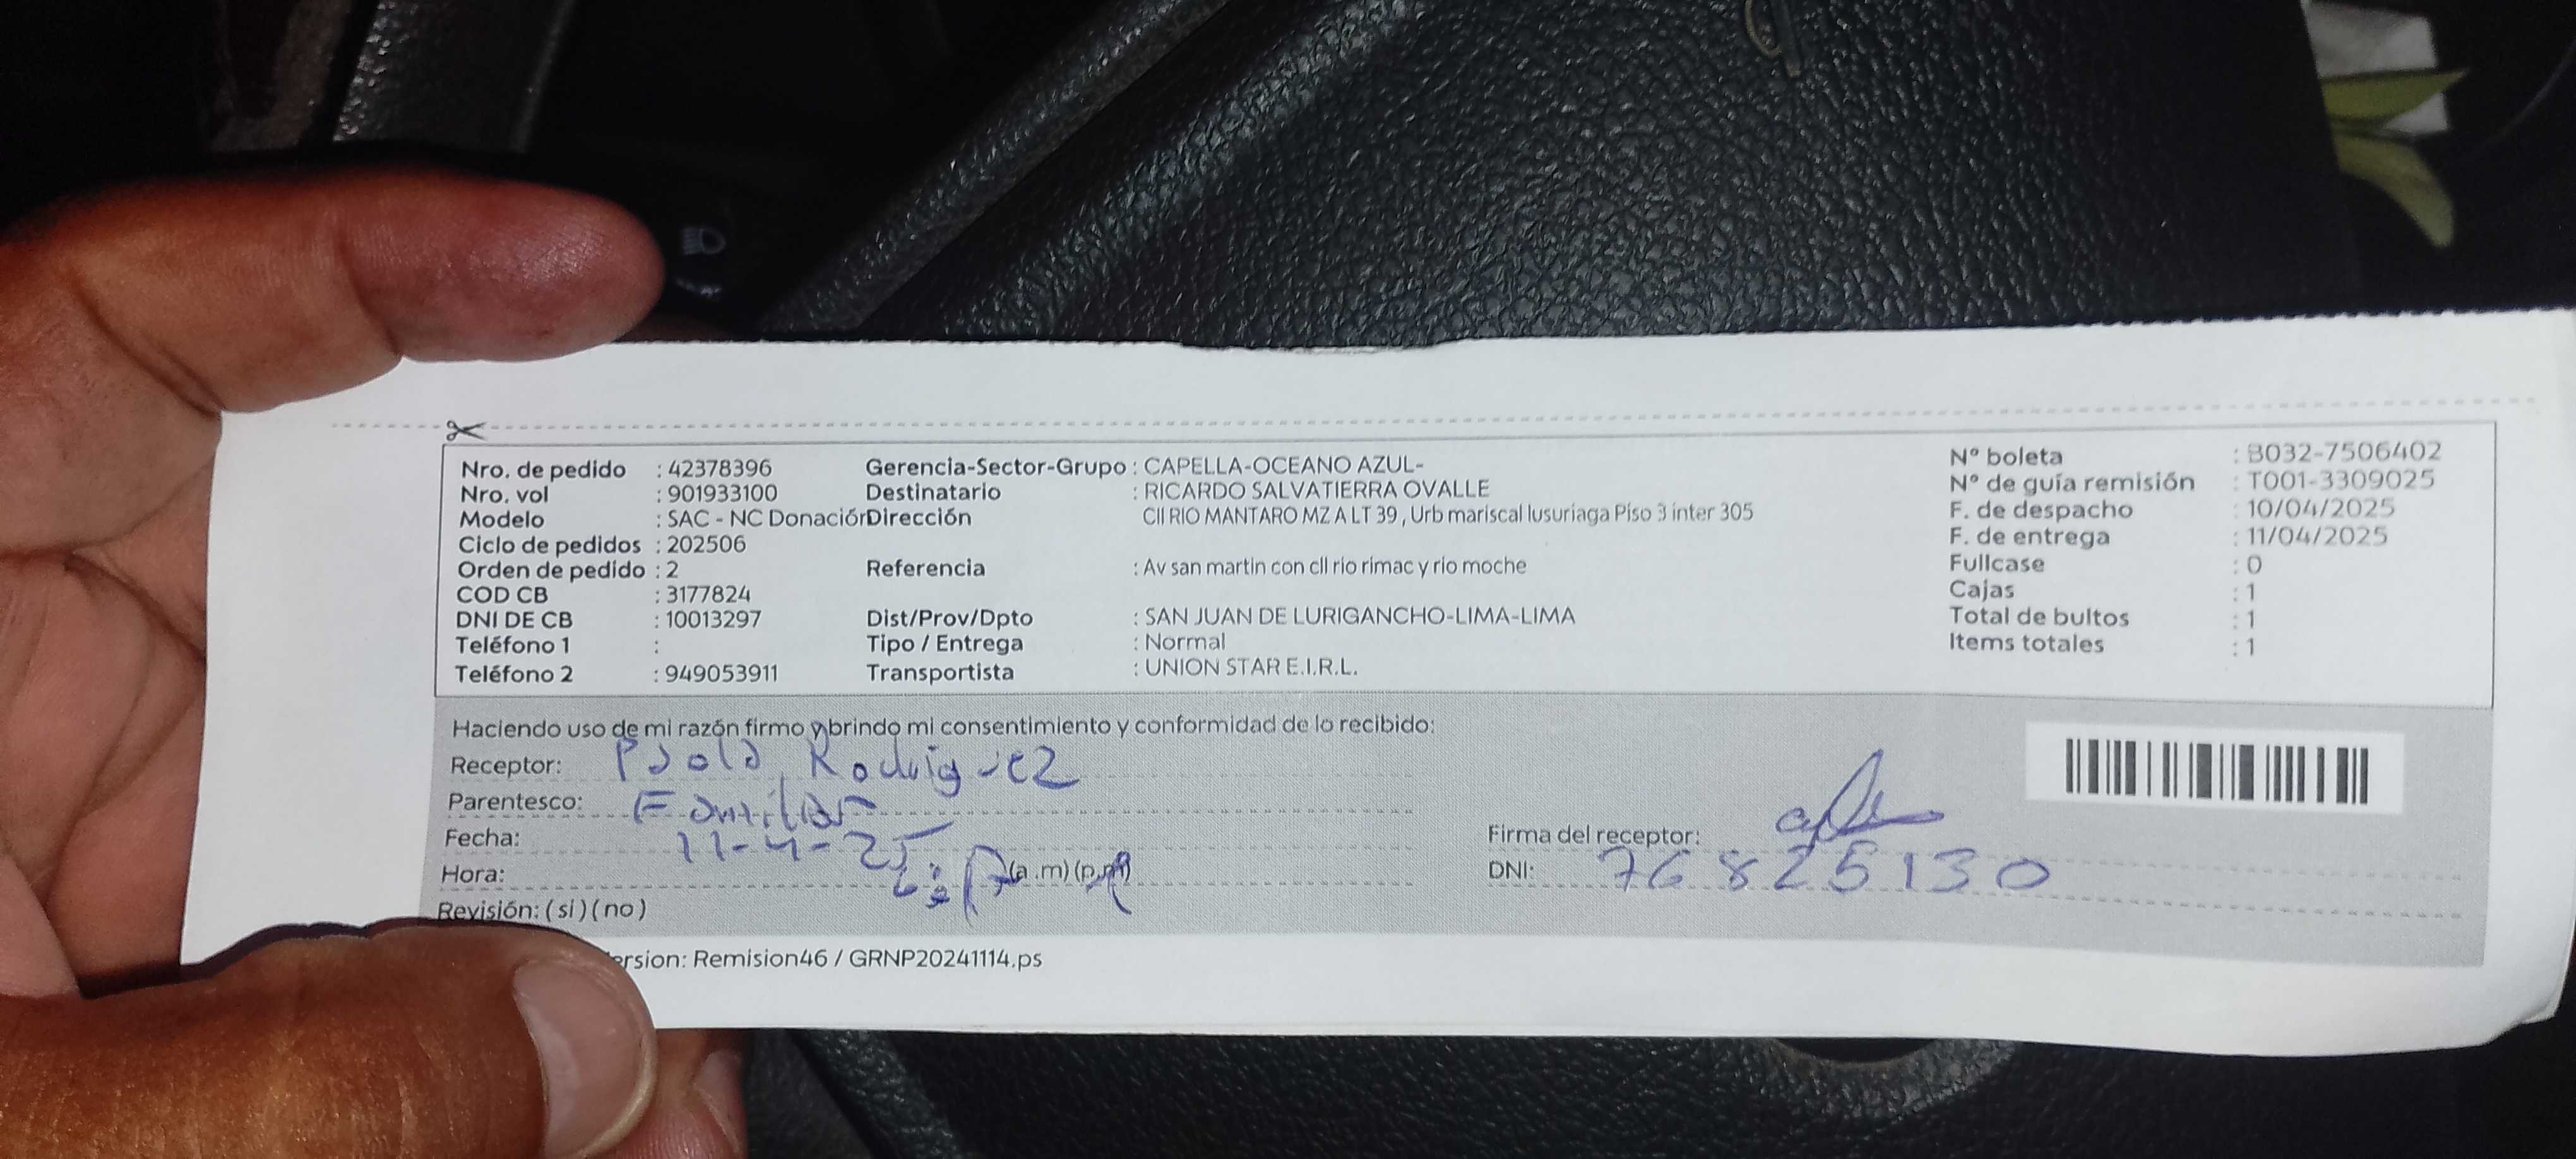 Nro. de pedido : 42378396
Nro. vol : 901933100
Modelo : SAC - NC Donación
Ciclo de pedidos : 202506
Orden de pedido : 2
COD CB : 3177824
DNI DE CB : 10013297
Teléfono 1 :
Teléfono 2 : 949053911
Gerencia-Sector-Grupo : CAPELLA-OCEANO AZUL-
Destinatario : RICARDO SALVATIERRA OVALLE
Dirección Cll RIO MANTARO MZ A LT 39 , Urb mariscal lusuriaga Piso 3 inter 305
Referencia : Av san martin con cll rio rimac y rio moche
Dist/Prov/Dpto : SAN JUAN DE LURIGANCHO-LIMA-LIMA
Tipo / Entrega : Normal
Transportista : UNION STAR E.I.R.L.
N° boleta : B032-7506402
N° de guía remisión : T001-3309025
F. de despacho : 10/04/2025
F. de entrega : 11/04/2025
Fullcase : 0
Cajas : 1
Total de bultos : 1
Items totales : 1
Haciendo uso de mi razón firmo y brindo mi consentimiento y conformidad de lo recibido:
Receptor: Paola Rodriguez
Parentesco: Familiar
Fecha: 11-4-25
Hora: (a.m) (p.m)
Revisión: ( si ) ( no )
Firma del receptor:
DNI: 76825130
ersion: Remision46 / GRNP20241114.ps